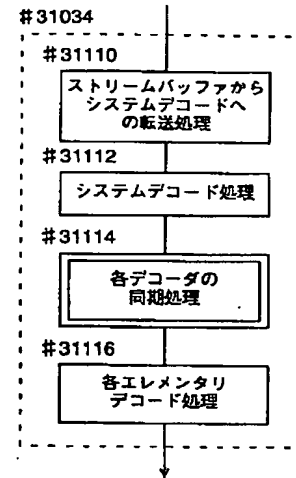 #31034
#31110
ストリームバッファから
システムデコードへ
の転送処理
#31112
システムデコード処理
#31114
各デコーダの
同期処理
#31116
各エレメンタリ
デコード処理